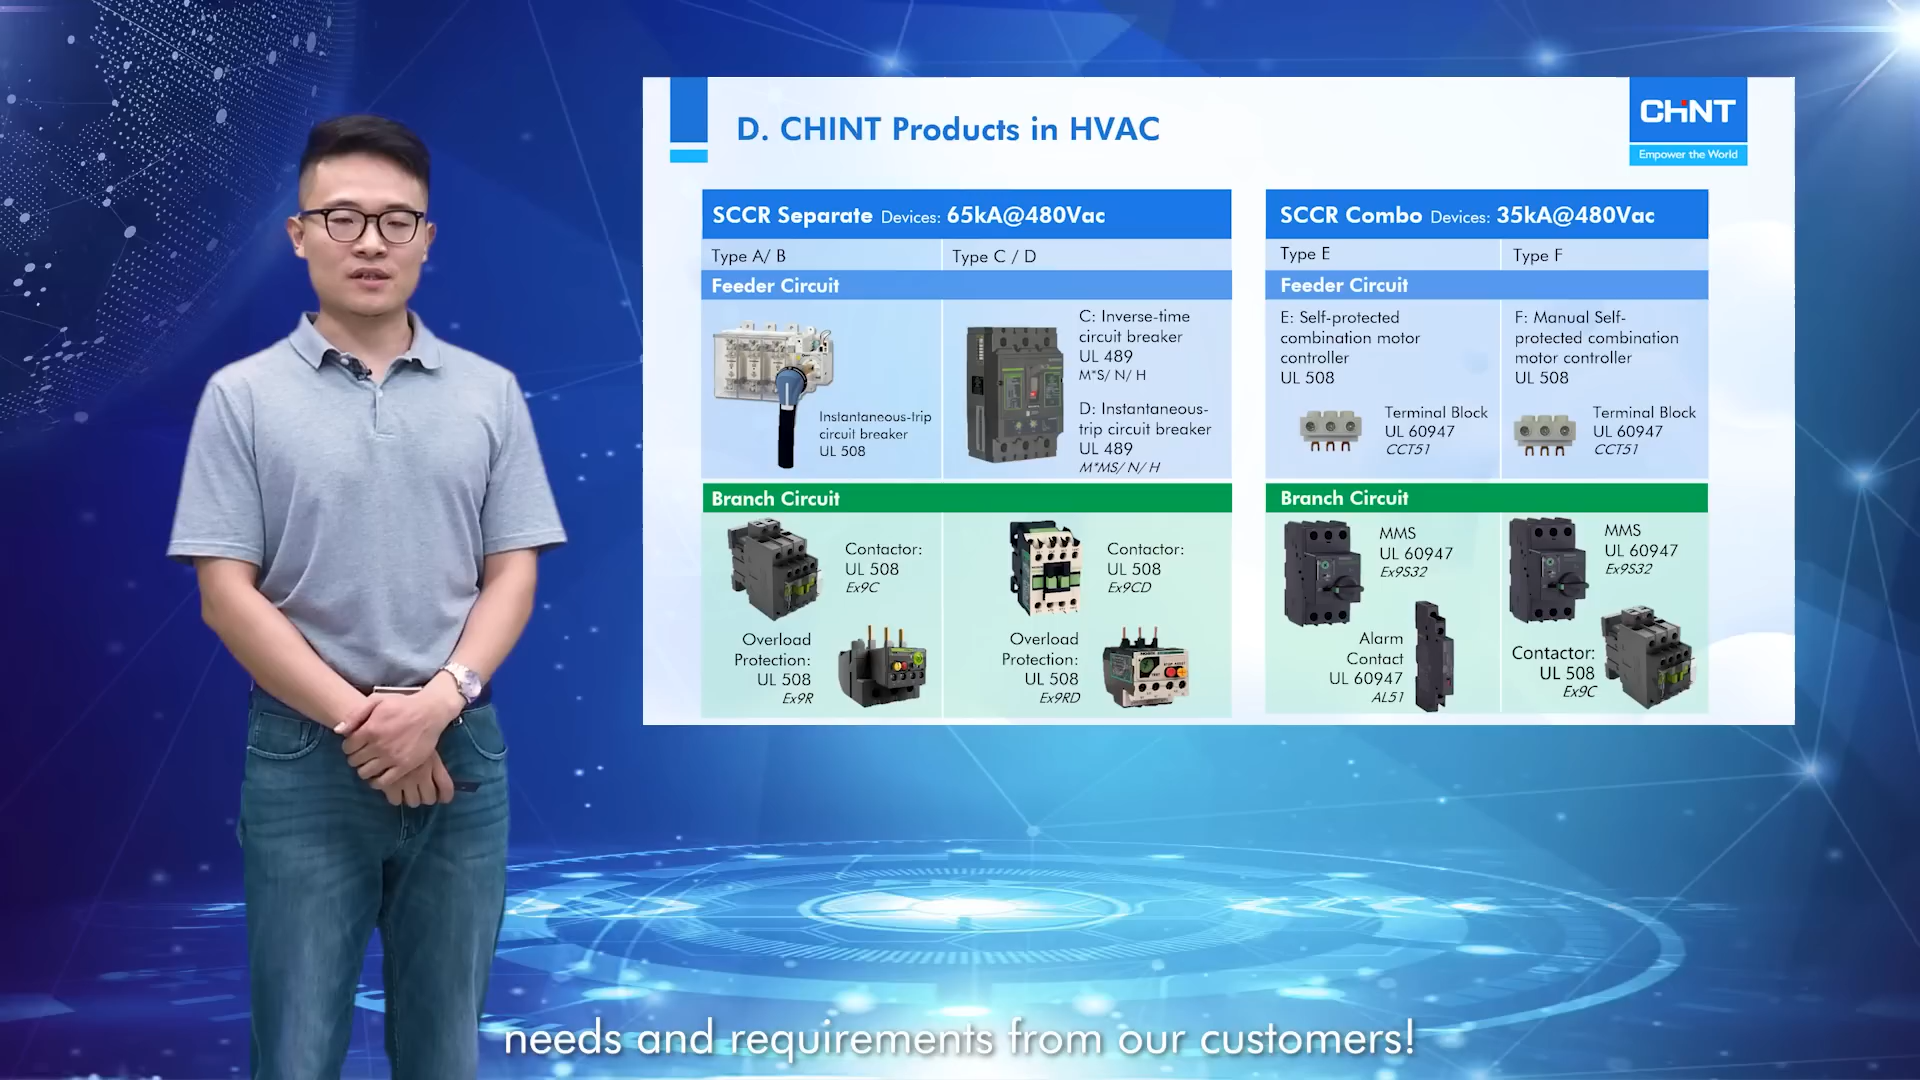 D. CHINT Products in HVAC
CHiNT
Empower the World
SCCR Separate Devices: 65kA@480Vac
Type A/ B
Type C / D
Feeder Circuit
Instantaneous-trip
circuit breaker
UL 508
C: Inverse-time
circuit breaker
UL 489
M*S/ N/ H
D: Instantaneous-
trip circuit breaker
UL 489
M*MS/ N/ H
Branch Circuit
Contactor:
UL 508
Ex9C
Overload
Protection:
UL 508
Ex9R
Contactor:
UL 508
Ex9CD
Overload
Protection:
UL 508
Ex9RD
SCCR Combo Devices: 35kA@480Vac
Type E
Type F
Feeder Circuit
E: Self-protected
combination motor
controller
UL 508
Terminal Block
UL 60947
CCT51
F: Manual Self-
protected combination
motor controller
UL 508
Terminal Block
UL 60947
CCT51
Branch Circuit
MMS
UL 60947
Ex9S32
Alarm
Contact
UL 60947
AL51
MMS
UL 60947
Ex9S32
Contactor:
UL 508
Ex9C
needs and requirements from our customers!